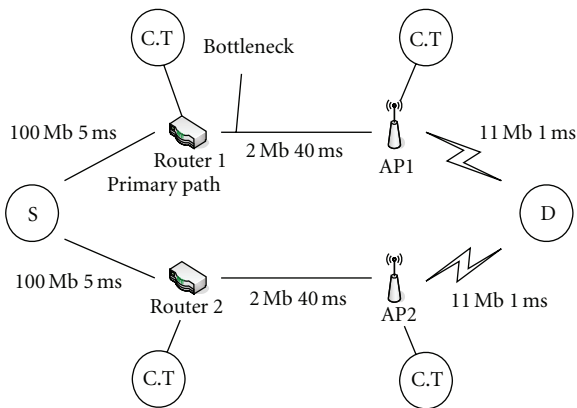 C.T
C.T
Bottleneck
100 Mb 5 ms
11 Mb 1 ms
Router 1
2 Mb 40 ms
AP1
Primary path
S
D
100 Mb 5 ms
2 Mb 40 ms
11 Mb 1 ms
Router 2
AP2
C.T
C.T